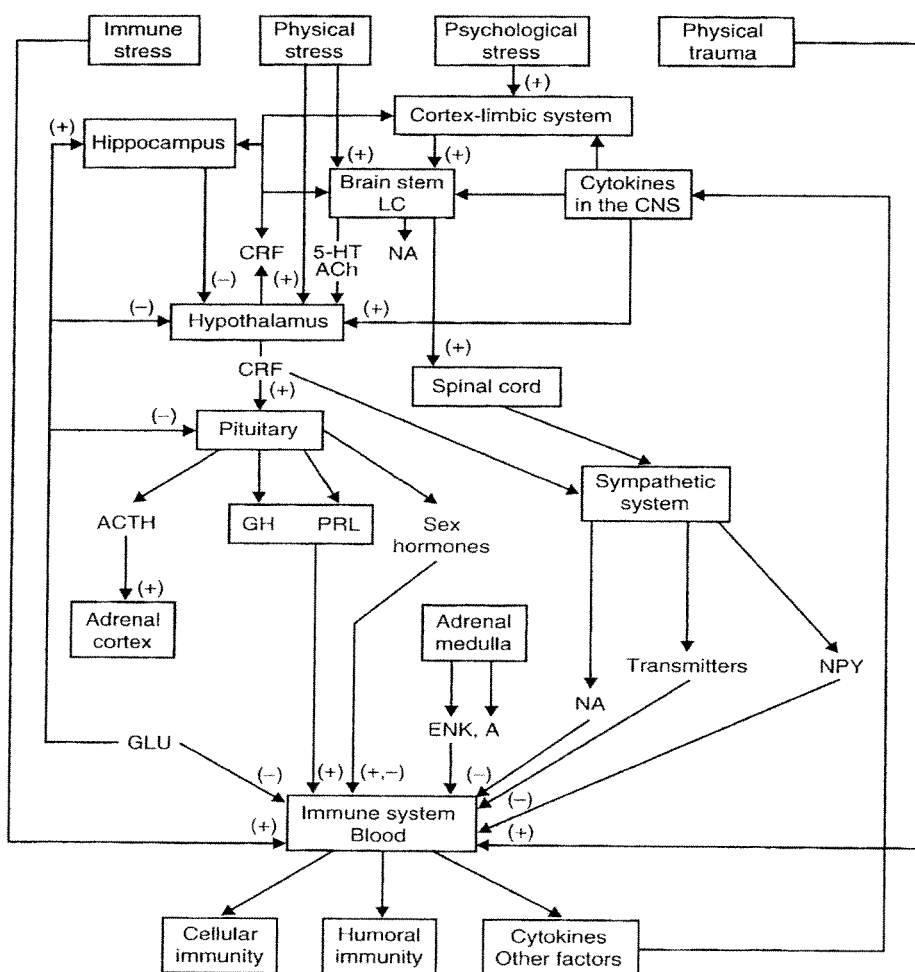 Immune
stress
Physical
stress
Psychological
stress
Physical
trauma
(+)
Cortex-limbic system
(+)
Hippocampus
(+)
(+)
Brain stem
LC
Cytokines
in the CNS
CRF
5-HT
ACh
NA
(−)
(+)
(−)
Hypothalamus
(+)
(+)
CRF
(+)
Spinal cord
(−)
Pituitary
Sympathetic
system
ACTH
GH PRL
Sex
hormones
(+)
Adrenal
cortex
Adrenal
medulla
Transmitters
NPY
NA
ENK, A
GLU
(−)
(+)
(+,−)
(−)
(−)
(+)
Immune system
Blood
(+)
Cellular
immunity
Humoral
immunity
Cytokines
Other factors